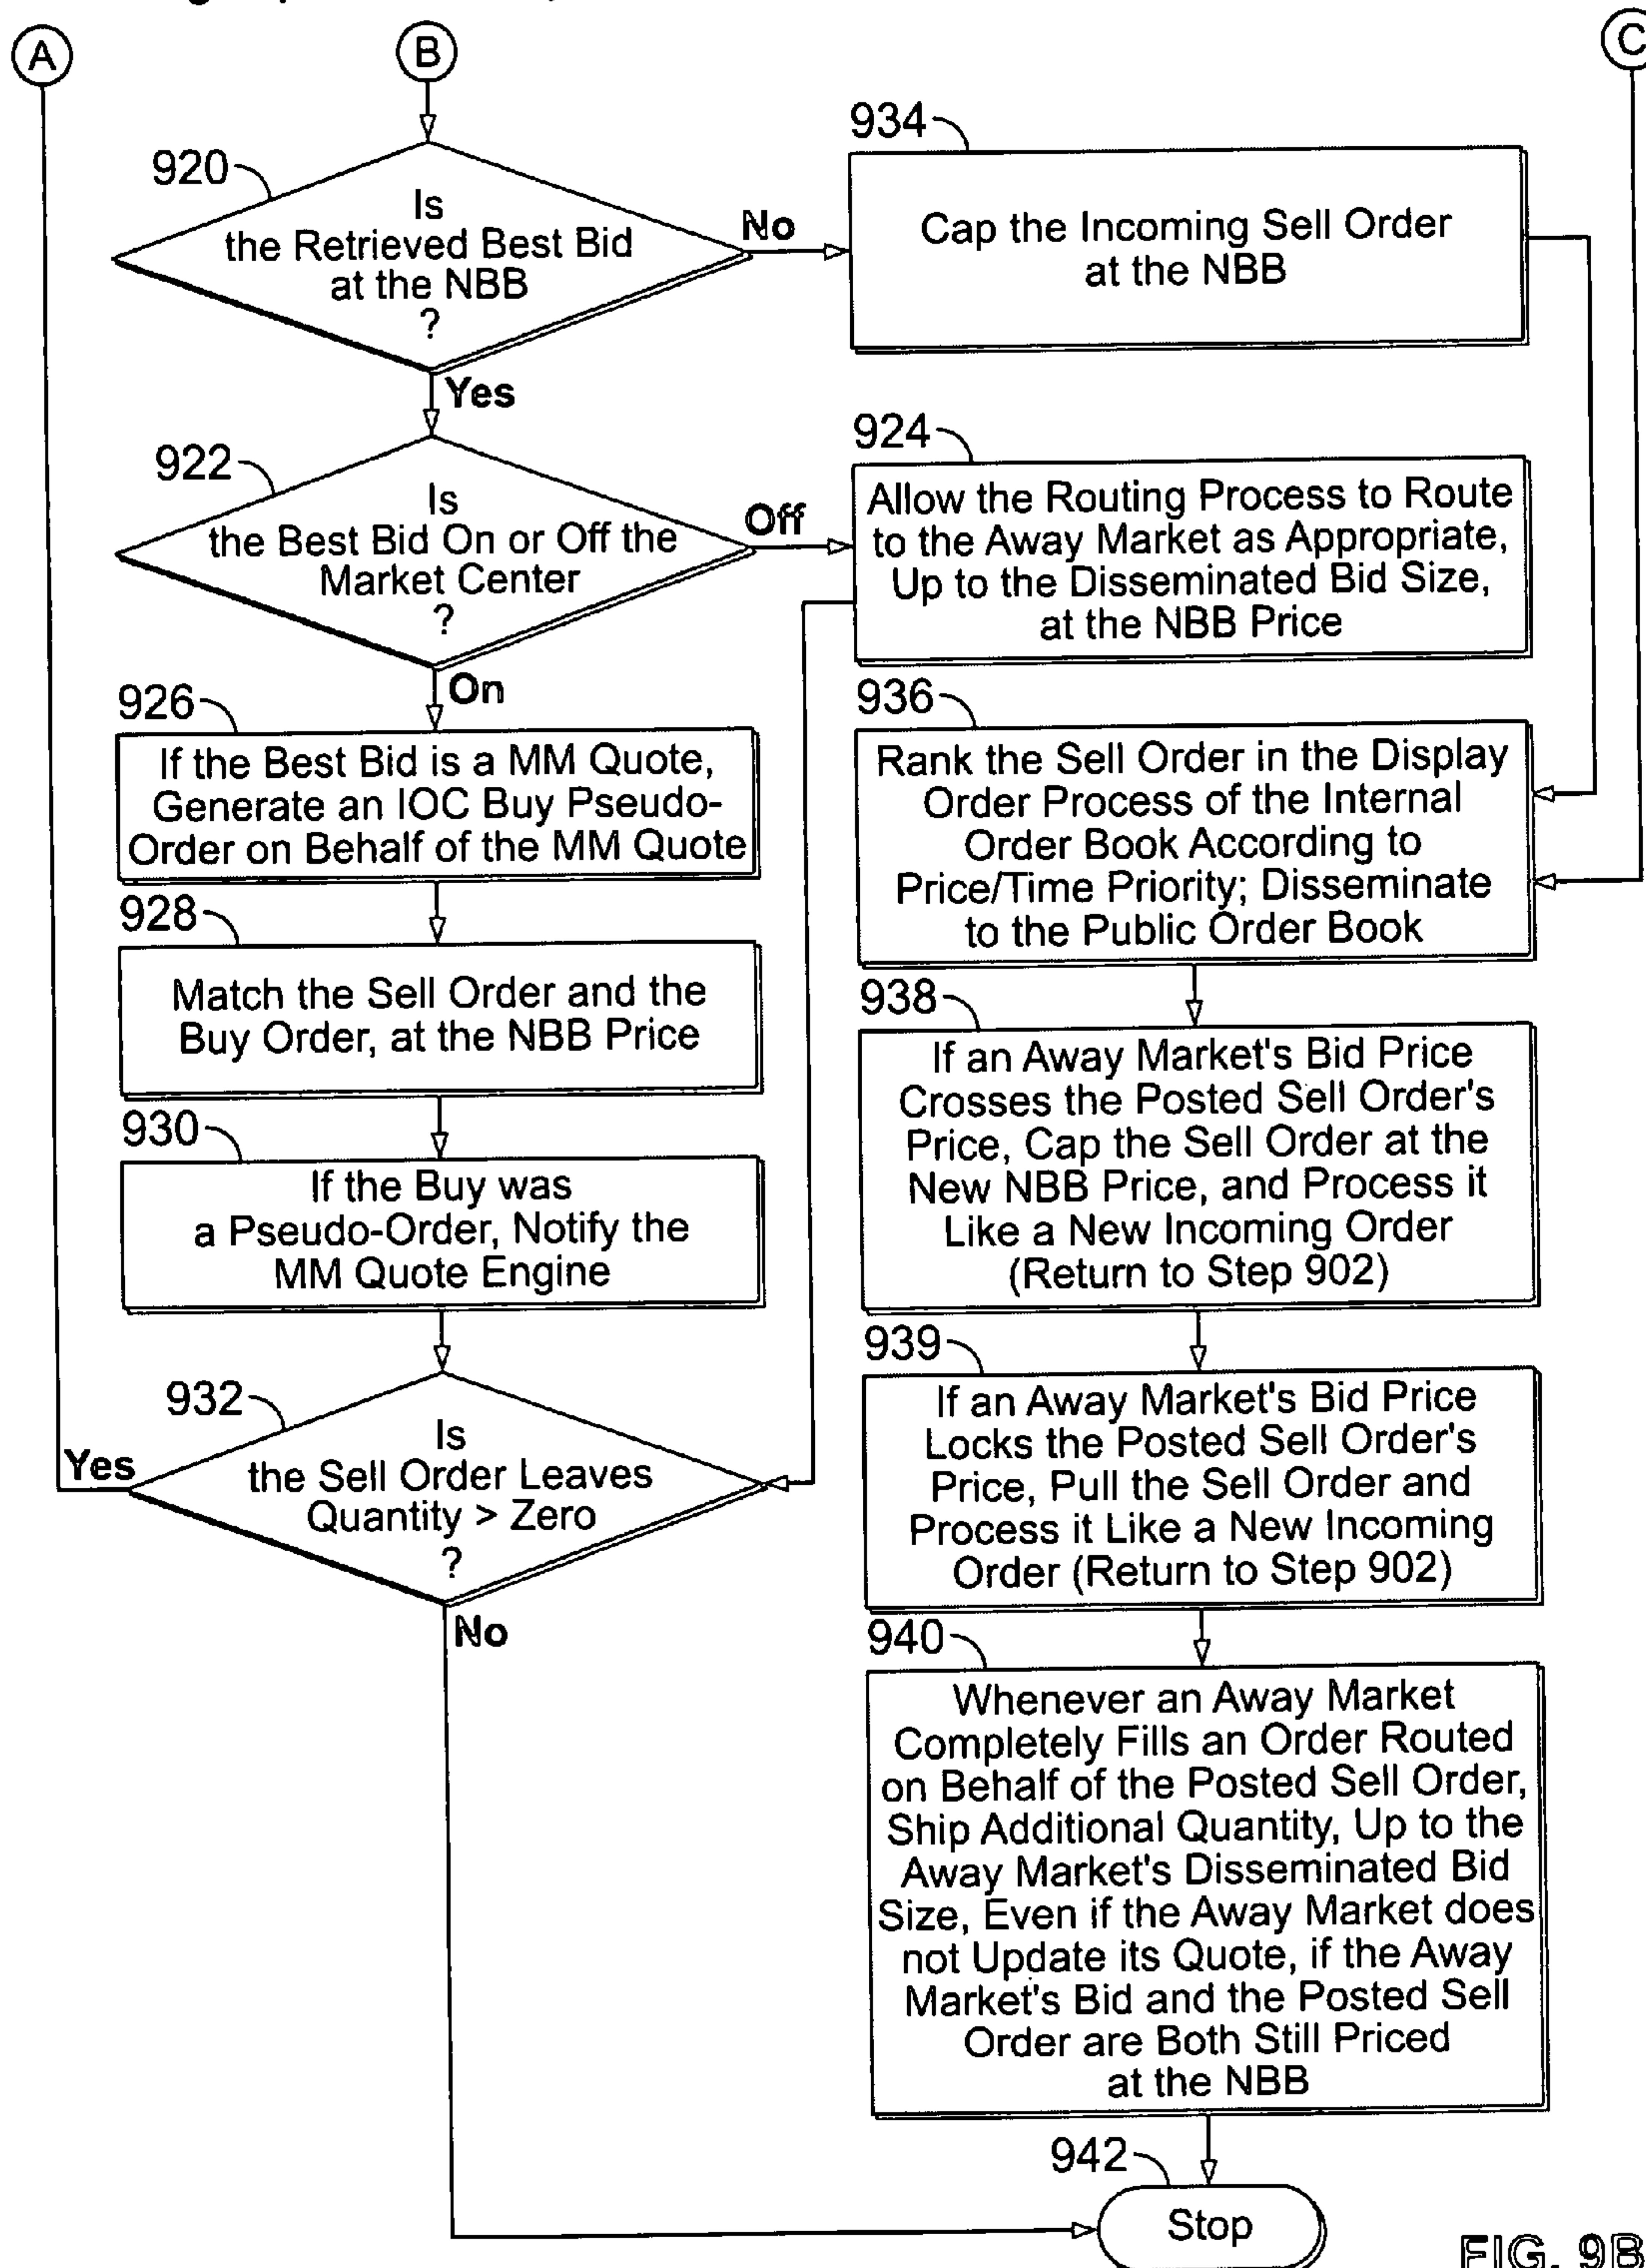 A
B
C
920
Is
the Retrieved Best Bid
at the NBB
?
No
Yes
934
Cap the Incoming Sell Order
at the NBB
922
Is
the Best Bid On or Off the
Market Center
?
Off
On
924
Allow the Routing Process to Route
to the Away Market as Appropriate,
Up to the Disseminated Bid Size,
at the NBB Price
926
If the Best Bid is a MM Quote,
Generate an IOC Buy Pseudo-
Order on Behalf of the MM Quote
928
Match the Sell Order and the
Buy Order, at the NBB Price
930
If the Buy was
a Pseudo-Order, Notify the
MM Quote Engine
932
Is
the Sell Order Leaves
Quantity > Zero
?
Yes
No
936
Rank the Sell Order in the Display
Order Process of the Internal
Order Book According to
Price/Time Priority; Disseminate
to the Public Order Book
938
If an Away Market's Bid Price
Crosses the Posted Sell Order's
Price, Cap the Sell Order at the
New NBB Price, and Process it
Like a New Incoming Order
(Return to Step 902)
939
If an Away Market's Bid Price
Locks the Posted Sell Order's
Price, Pull the Sell Order and
Process it Like a New Incoming
Order (Return to Step 902)
940
Whenever an Away Market
Completely Fills an Order Routed
on Behalf of the Posted Sell Order,
Ship Additional Quantity, Up to the
Away Market's Disseminated Bid
Size, Even if the Away Market does
not Update its Quote, if the Away
Market's Bid and the Posted Sell
Order are Both Still Priced
at the NBB
942
Stop
FIG. 9B